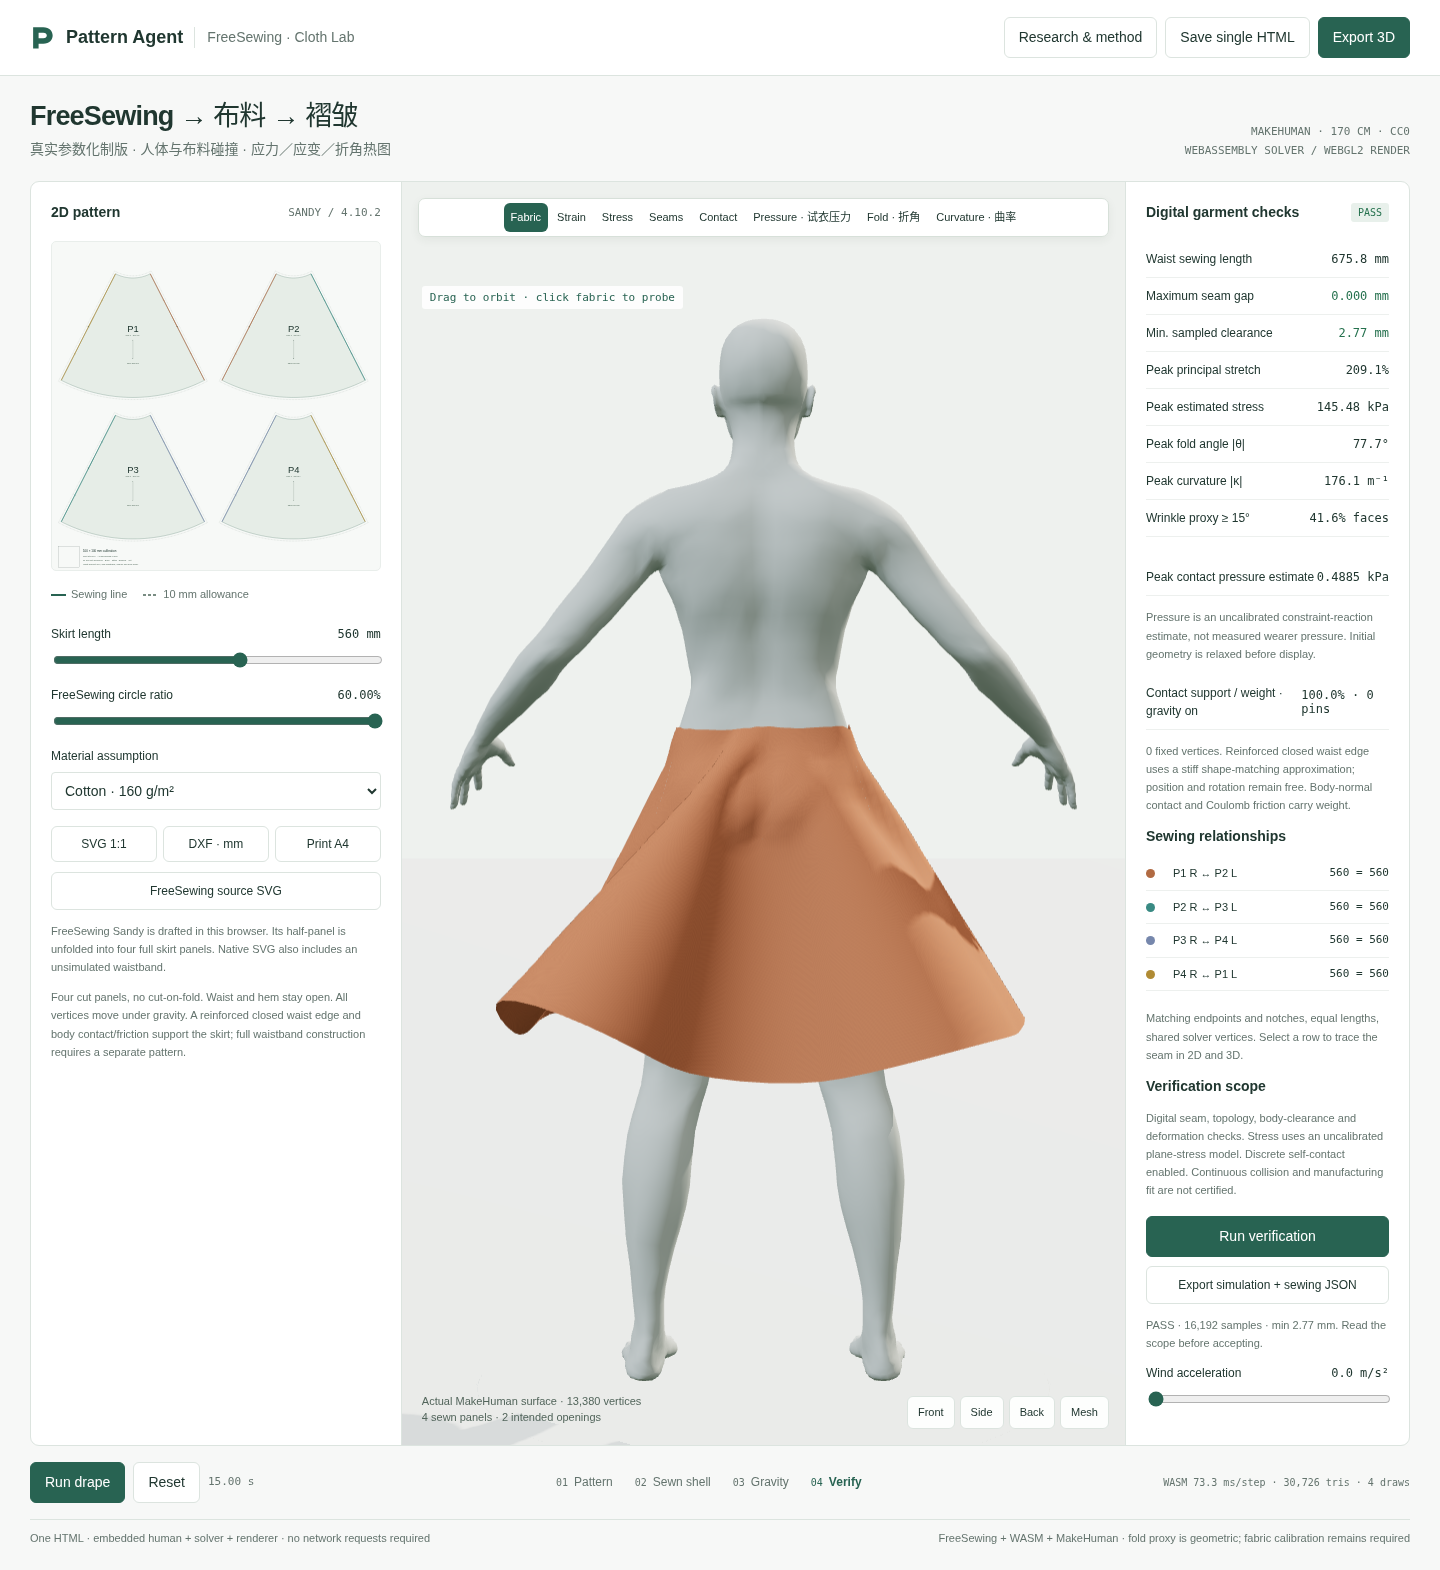 Pattern Agent
FreeSewing · Cloth Lab
Research & method
Save single HTML
Export 3D
FreeSewing → 布料 → 褶皱
真实参数化制版 · 人体与布料碰撞 · 应力／应变／折角热图
MAKEHUMAN · 170 CM · CC0
WEBASSEMBLY SOLVER / WEBGL2 RENDER
2D pattern
SANDY / 4.10.2
P1
P2
P3
P4
Sewing line
10 mm allowance
Skirt length
560 mm
FreeSewing circle ratio
60.00%
Material assumption
Cotton · 160 g/m²
SVG 1:1
DXF · mm
Print A4
FreeSewing source SVG
FreeSewing Sandy is drafted in this browser. Its half-panel is
unfolded into four full skirt panels. Native SVG also includes an
unsimulated waistband.
Four cut panels, no cut-on-fold. Waist and hem stay open. All
vertices move under gravity. A reinforced closed waist edge and
body contact/friction support the skirt; full waistband construction
requires a separate pattern.
Fabric
Strain
Stress
Seams
Contact
Pressure · 试衣压力
Fold · 折角
Curvature · 曲率
Drag to orbit · click fabric to probe
Actual MakeHuman surface · 13,380 vertices
4 sewn panels · 2 intended openings
Front
Side
Back
Mesh
Digital garment checks
PASS
Waist sewing length
675.8 mm
Maximum seam gap
0.000 mm
Min. sampled clearance
2.77 mm
Peak principal stretch
209.1%
Peak estimated stress
145.48 kPa
Peak fold angle |θ|
77.7°
Peak curvature |κ|
176.1 m⁻¹
Wrinkle proxy ≥ 15°
41.6% faces
Peak contact pressure estimate
0.4885 kPa
Pressure is an uncalibrated constraint-reaction
estimate, not measured wearer pressure. Initial
geometry is relaxed before display.
Contact support / weight ·
gravity on
100.0% · 0
pins
0 fixed vertices. Reinforced closed waist edge
uses a stiff shape-matching approximation;
position and rotation remain free. Body-normal
contact and Coulomb friction carry weight.
Sewing relationships
P1 R ↔ P2 L
560 = 560
P2 R ↔ P3 L
560 = 560
P3 R ↔ P4 L
560 = 560
P4 R ↔ P1 L
560 = 560
Matching endpoints and notches, equal lengths,
shared solver vertices. Select a row to trace the
seam in 2D and 3D.
Verification scope
Digital seam, topology, body-clearance and
deformation checks. Stress uses an uncalibrated
plane-stress model. Discrete self-contact
enabled. Continuous collision and manufacturing
fit are not certified.
Run verification
Export simulation + sewing JSON
PASS · 16,192 samples · min 2.77 mm. Read the
scope before accepting.
Wind acceleration
0.0 m/s²
Run drape
Reset
15.00 s
01 Pattern
02 Sewn shell
03 Gravity
04 Verify
WASM 73.3 ms/step · 30,726 tris · 4 draws
One HTML · embedded human + solver + renderer · no network requests required
FreeSewing + WASM + MakeHuman · fold proxy is geometric; fabric calibration remains required